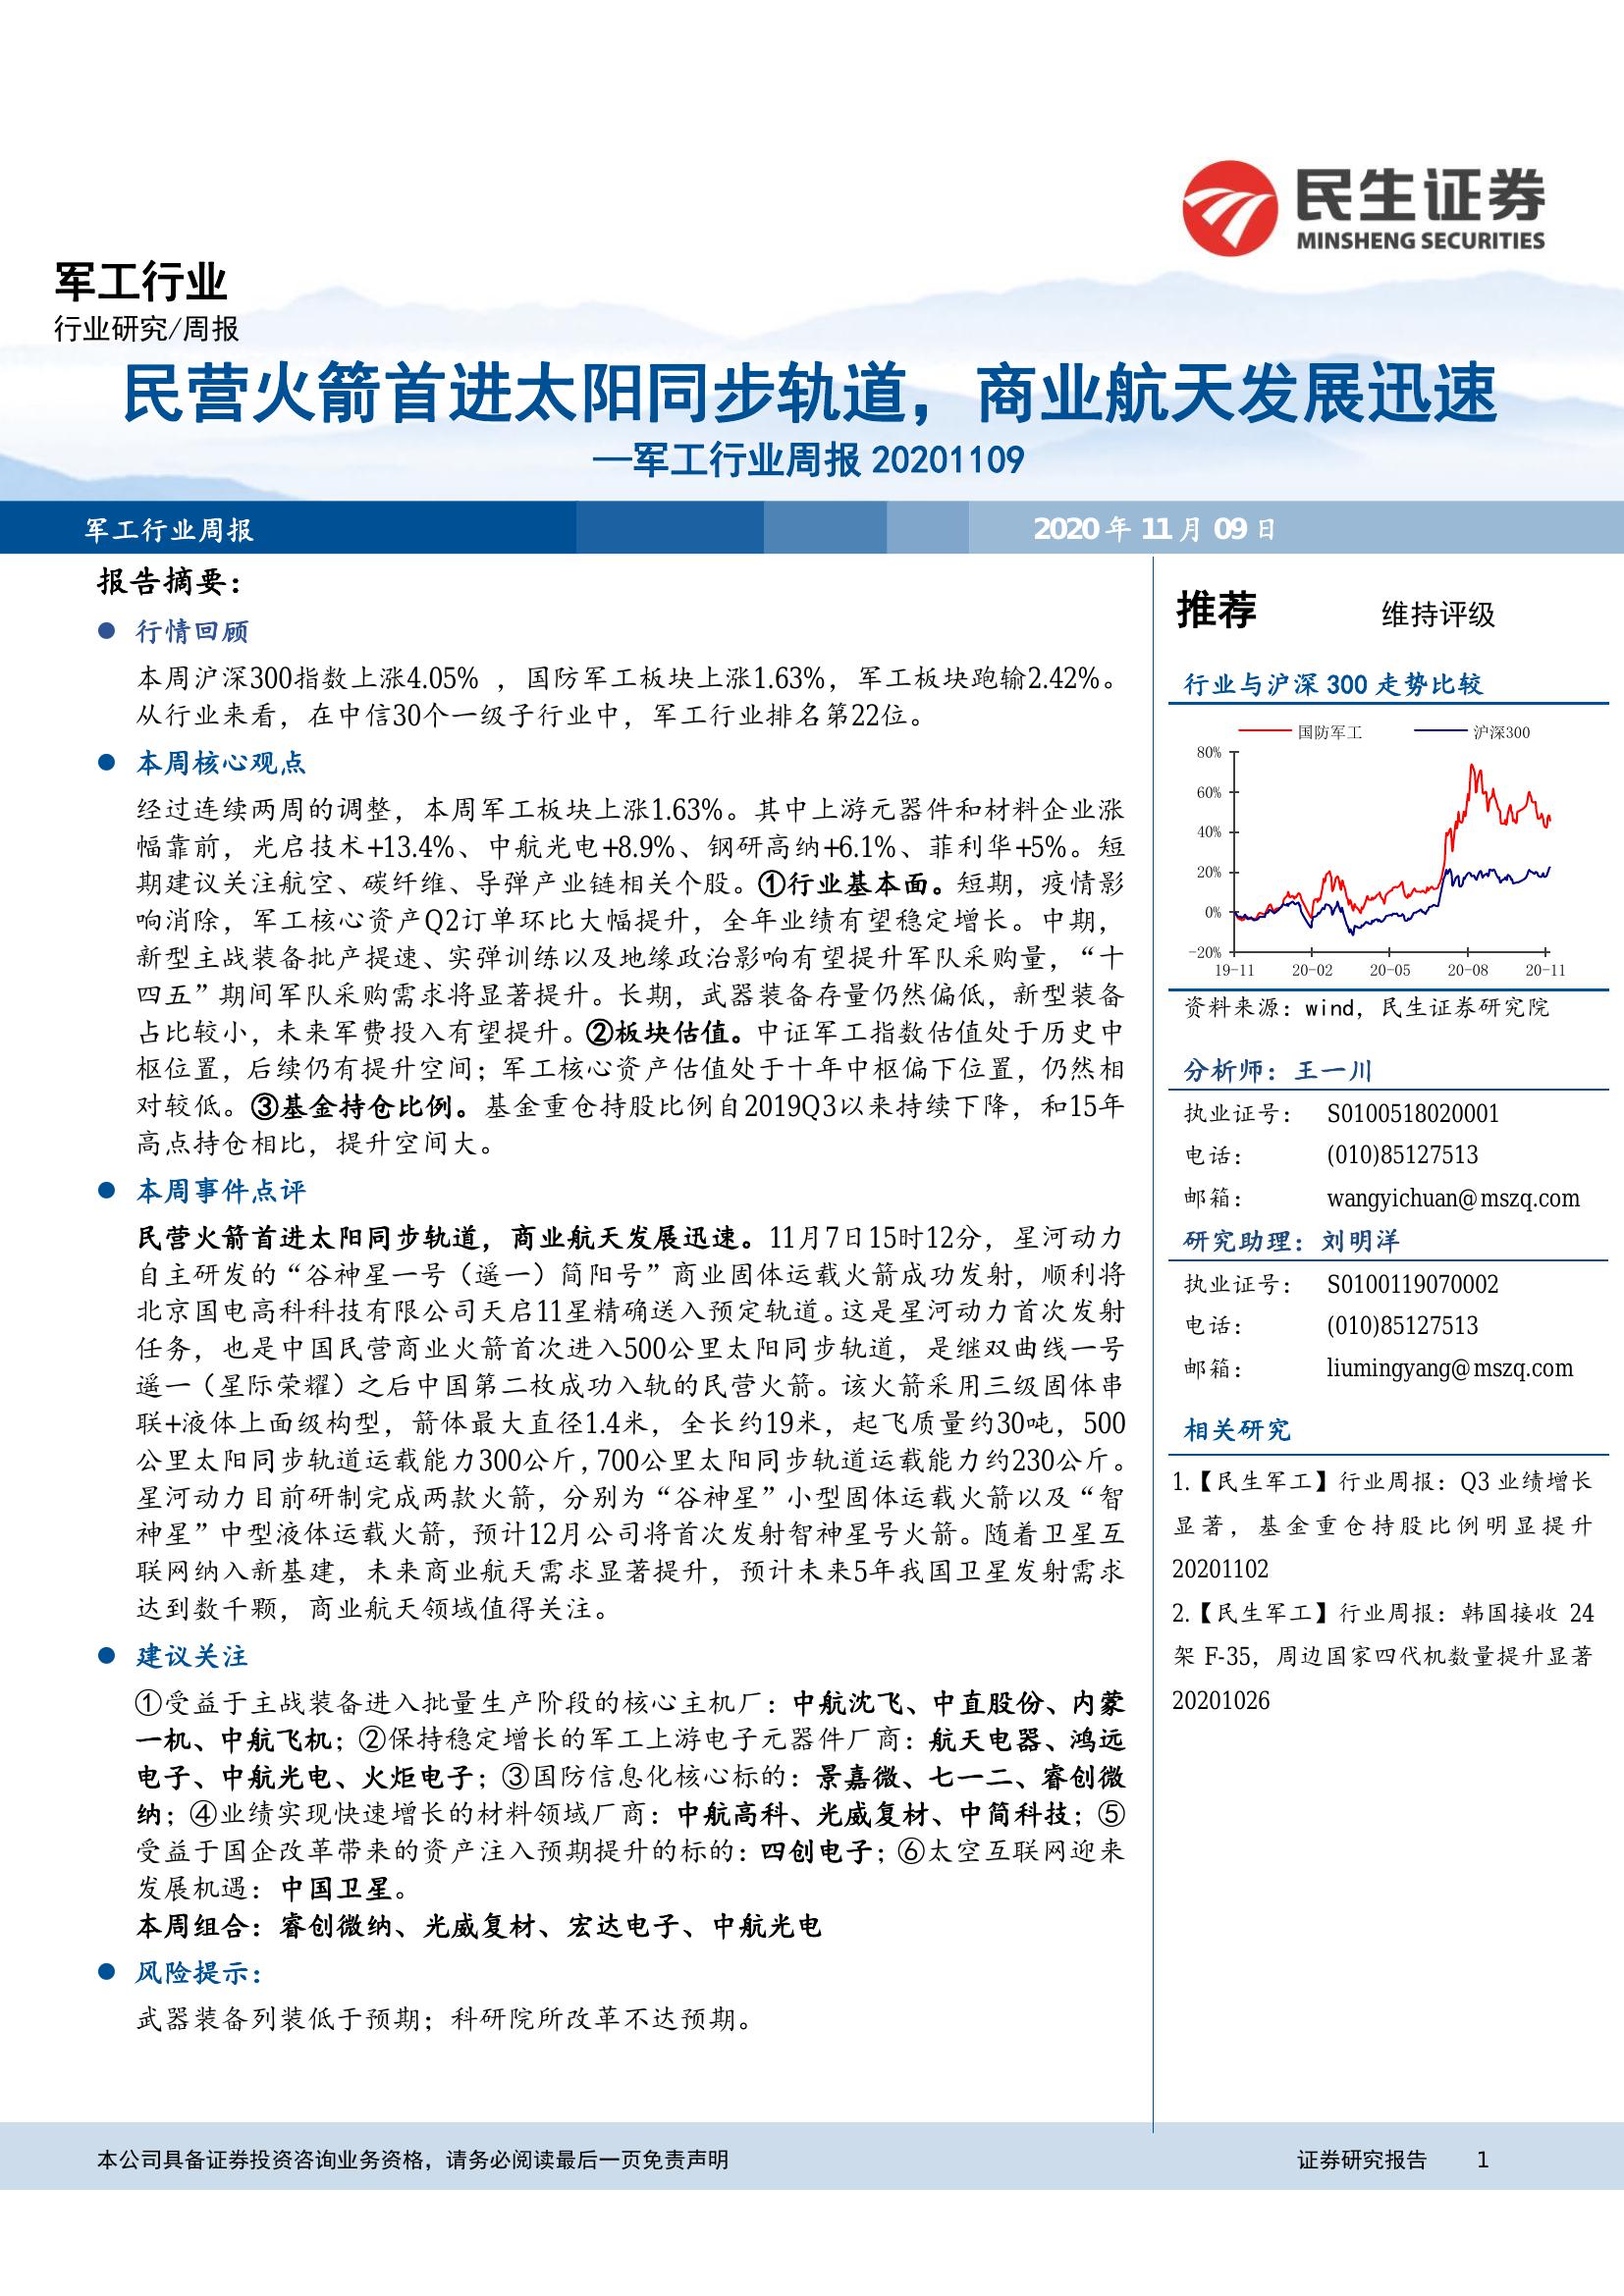 民生证券
MINSHENG SECURITIES
军工行业
行业研究/周报
民营火箭首进太阳同步轨道，商业航天发展迅速
—军工行业周报 20201109
军工行业周报
2020 年 11 月 09 日
报告摘要：
● 行情回顾
本周沪深300指数上涨4.05% ，国防军工板块上涨1.63%，军工板块跑输2.42%。
从行业来看，在中信30个一级子行业中，军工行业排名第22位。
● 本周核心观点
经过连续两周的调整，本周军工板块上涨1.63%。其中上游元器件和材料企业涨
幅靠前，光启技术+13.4%、中航光电+8.9%、钢研高纳+6.1%、菲利华+5%。短
期建议关注航空、碳纤维、导弹产业链相关个股。①行业基本面。短期，疫情影
响消除，军工核心资产Q2订单环比大幅提升，全年业绩有望稳定增长。中期，
新型主战装备批产提速、实弹训练以及地缘政治影响有望提升军队采购量，“十
四五”期间军队采购需求将显著提升。长期，武器装备存量仍然偏低，新型装备
占比较小，未来军费投入有望提升。②板块估值。中证军工指数估值处于历史中
枢位置，后续仍有提升空间；军工核心资产估值处于十年中枢偏下位置，仍然相
对较低。③基金持仓比例。基金重仓持股比例自2019Q3以来持续下降，和15年
高点持仓相比，提升空间大。
● 本周事件点评
民营火箭首进太阳同步轨道，商业航天发展迅速。11月7日15时12分，星河动力
自主研发的“谷神星一号（遥一）简阳号”商业固体运载火箭成功发射，顺利将
北京国电高科科技有限公司天启11星精确送入预定轨道。这是星河动力首次发射
任务，也是中国民营商业火箭首次进入500公里太阳同步轨道，是继双曲线一号
遥一（星际荣耀）之后中国第二枚成功入轨的民营火箭。该火箭采用三级固体串
联+液体上面级构型，箭体最大直径1.4米，全长约19米，起飞质量约30吨，500
公里太阳同步轨道运载能力300公斤，700公里太阳同步轨道运载能力约230公斤。
星河动力目前研制完成两款火箭，分别为“谷神星”小型固体运载火箭以及“智
神星”中型液体运载火箭，预计12月公司将首次发射智神星号火箭。随着卫星互
联网纳入新基建，未来商业航天需求显著提升，预计未来5年我国卫星发射需求
达到数千颗，商业航天领域值得关注。
● 建议关注
①受益于主战装备进入批量生产阶段的核心主机厂：中航沈飞、中直股份、内蒙
一机、中航飞机；②保持稳定增长的军工上游电子元器件厂商：航天电器、鸿远
电子、中航光电、火炬电子；③国防信息化核心标的：景嘉微、七一二、睿创微
纳；④业绩实现快速增长的材料领域厂商：中航高科、光威复材、中简科技；⑤
受益于国企改革带来的资产注入预期提升的标的：四创电子；⑥太空互联网迎来
发展机遇：中国卫星。
本周组合：睿创微纳、光威复材、宏达电子、中航光电
● 风险提示：
武器装备列装低于预期；科研院所改革不达预期。
推荐 维持评级
行业与沪深 300 走势比较
国防军工 沪深300
80%
60%
40%
20%
0%
-20%
19-11 20-02 20-05 20-08 20-11
资料来源：wind，民生证券研究院
分析师：王一川
执业证号： S0100518020001
电话： (010)85127513
邮箱： wangyichuan@mszq.com
研究助理：刘明洋
执业证号： S0100119070002
电话： (010)85127513
邮箱： liumingyang@mszq.com
相关研究
1.【民生军工】行业周报：Q3 业绩增长
显著，基金重仓持股比例明显提升
20201102
2.【民生军工】行业周报：韩国接收 24
架 F-35，周边国家四代机数量提升显著
20201026
本公司具备证券投资咨询业务资格，请务必阅读最后一页免责声明
证券研究报告 1